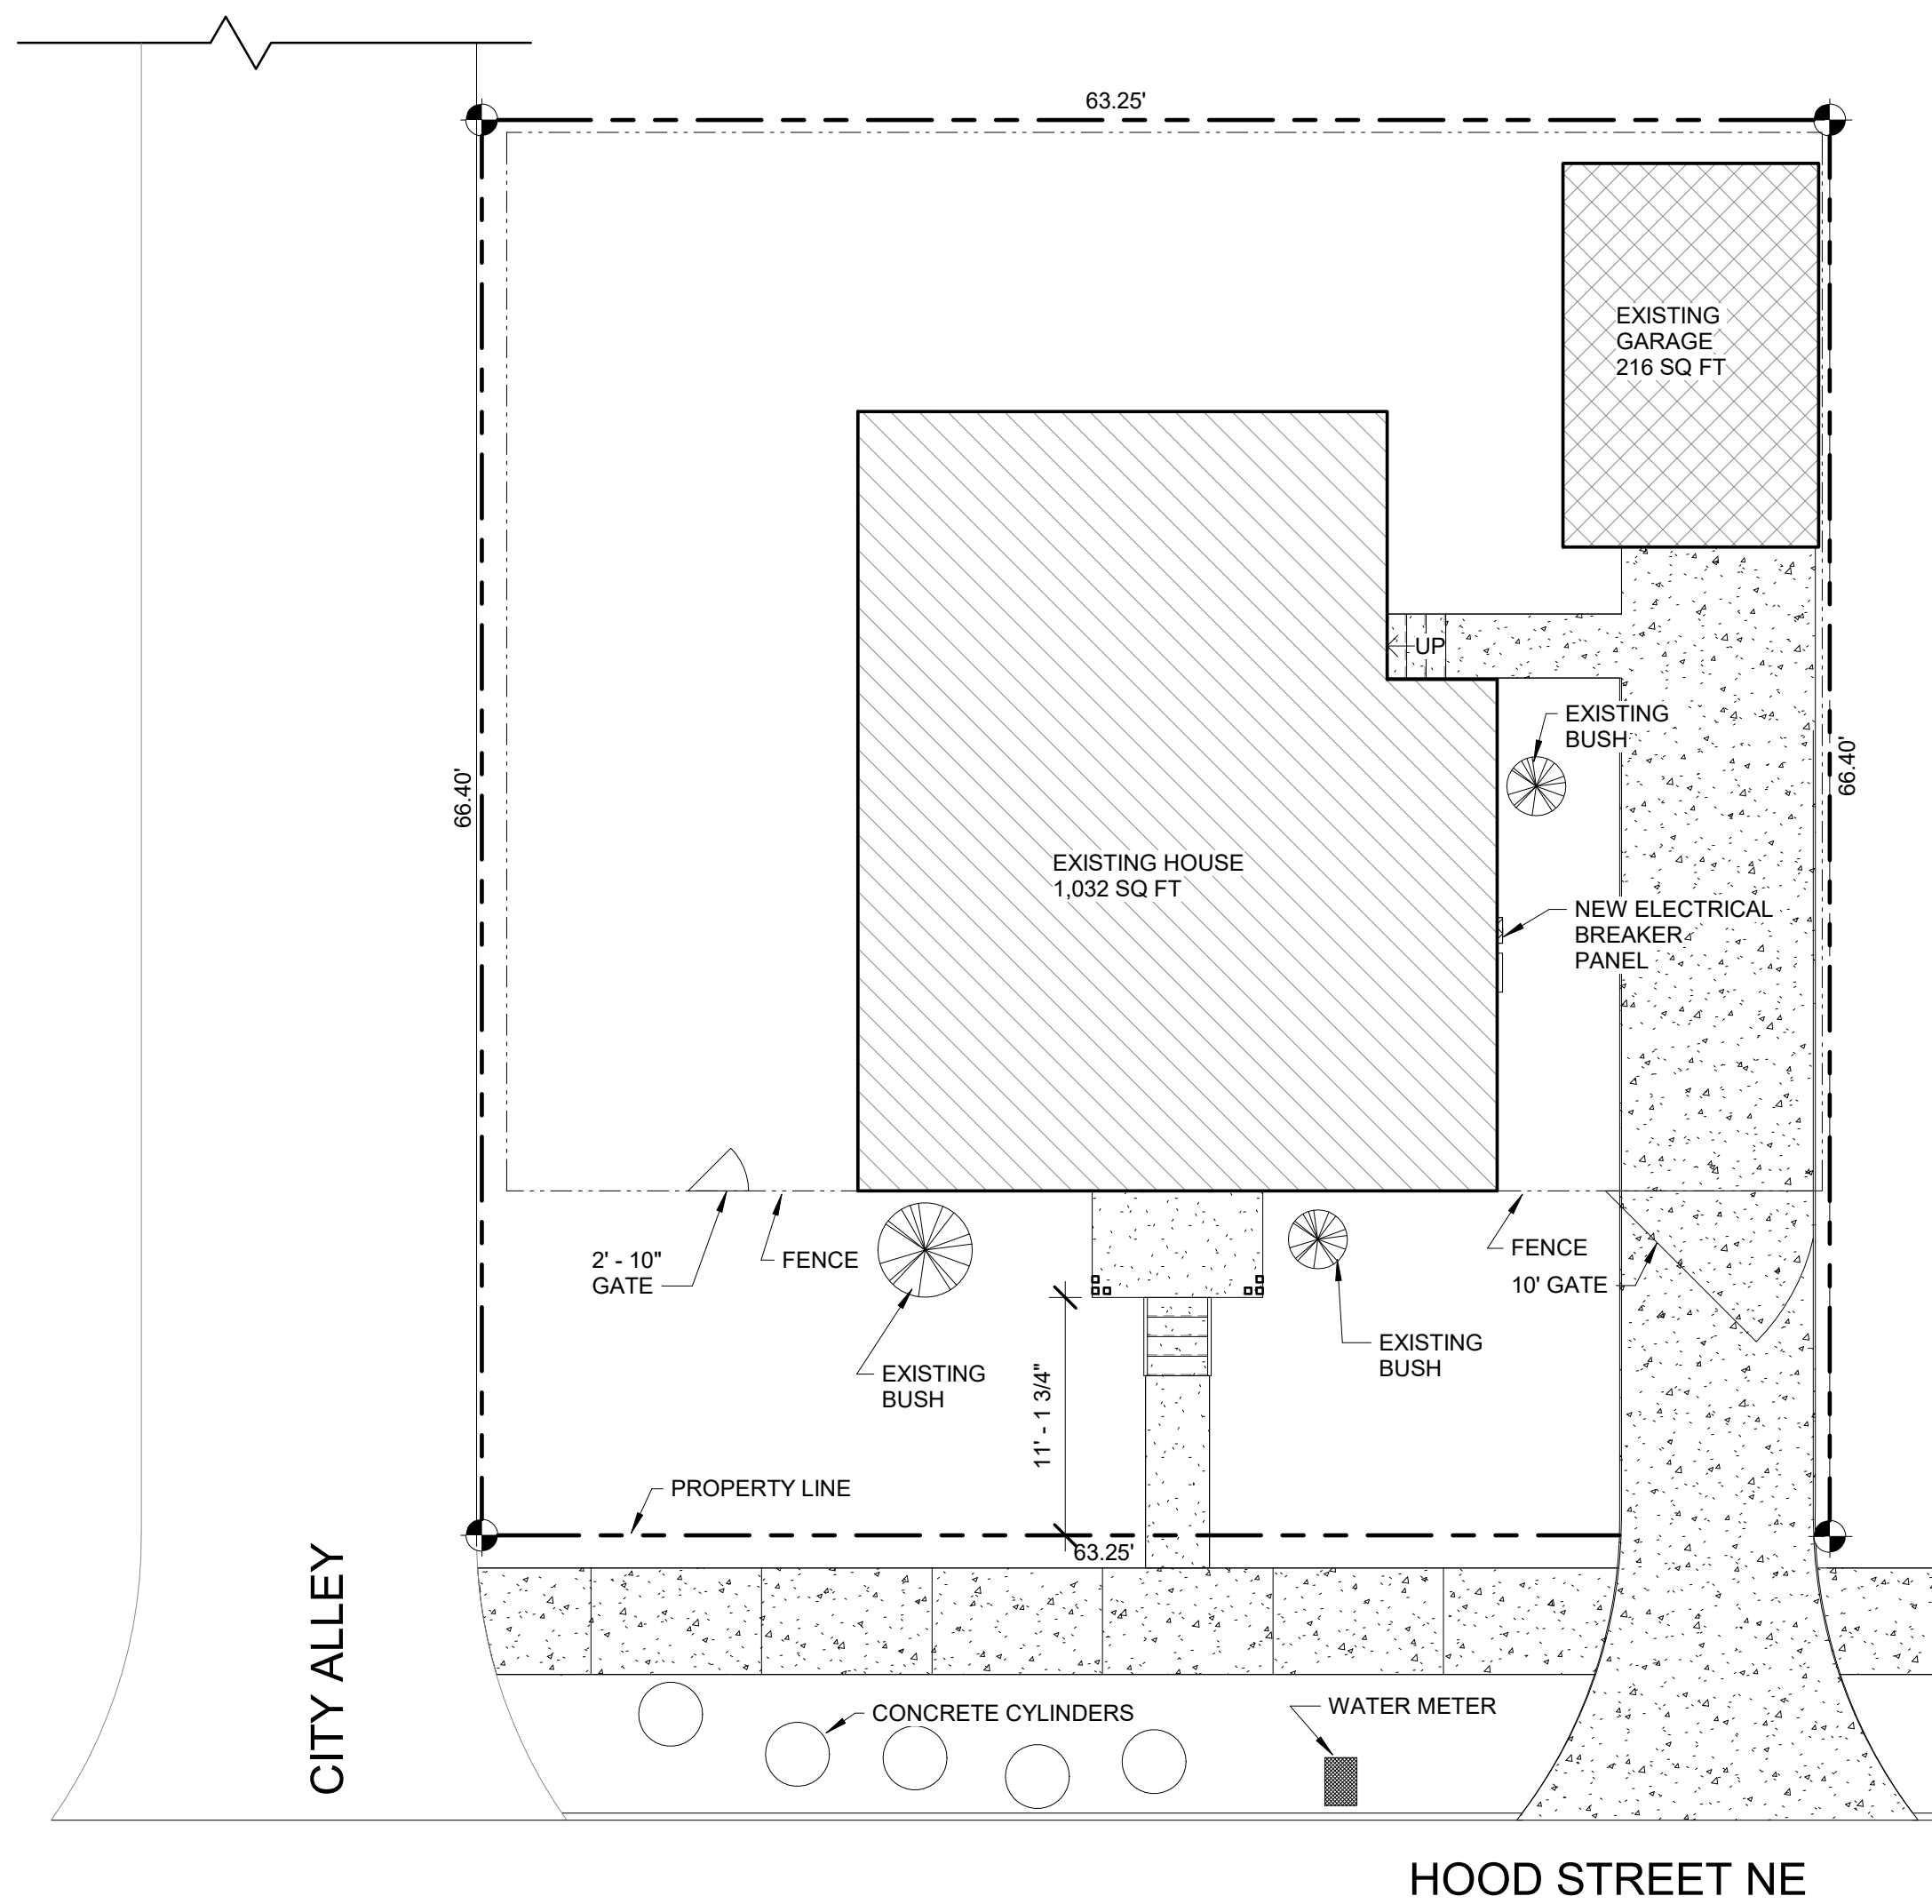 63.25'
EXISTING
GARAGE
216 SQ FT
UP
EXISTING
BUSH
66.40'
66.40'
EXISTING HOUSE
1,032 SQ FT
NEW ELECTRICAL
BREAKER
PANEL
2' - 10"
GATE
FENCE
FENCE
10' GATE
EXISTING
BUSH
EXISTING
BUSH
11' - 1 3/4"
PROPERTY LINE
63.25'
CITY ALLEY
CONCRETE CYLINDERS
WATER METER
HOOD STREET NE